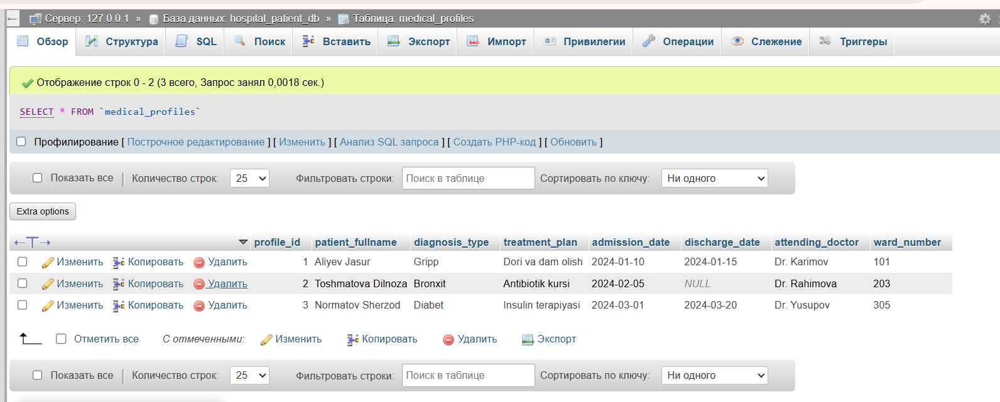 ← Сервер: 127.0.0.1 » База данных: hospital_patient_db » Таблица: medical_profiles
Обзор Структура SQL Поиск Вставить Экспорт Импорт Привилегии Операции Слежение Триггеры
Отображение строк 0 - 2 (3 всего, Запрос занял 0,0018 сек.)
SELECT * FROM `medical_profiles`
Профилирование [ Построчное редактирование ] [ Изменить ] [ Анализ SQL запроса ] [ Создать PHP-код ] [ Обновить ]
Показать все | Количество строк: 25 Фильтровать строки: Поиск в таблице Сортировать по ключу: Ни одного
Extra options
←T→ profile_id patient_fullname diagnosis_type treatment_plan admission_date discharge_date attending_doctor ward_number
Изменить Копировать Удалить 1 Aliyev Jasur Gripp Dori va dam olish 2024-01-10 2024-01-15 Dr. Karimov 101
Изменить Копировать Удалить 2 Toshmatova Dilnoza Bronxit Antibiotik kursi 2024-02-05 NULL Dr. Rahimova 203
Изменить Копировать Удалить 3 Normatov Sherzod Diabet Insulin terapiyasi 2024-03-01 2024-03-20 Dr. Yusupov 305
Отметить все С отмеченными: Изменить Копировать Удалить Экспорт
Показать все | Количество строк: 25 Фильтровать строки: Поиск в таблице Сортировать по ключу: Ни одного